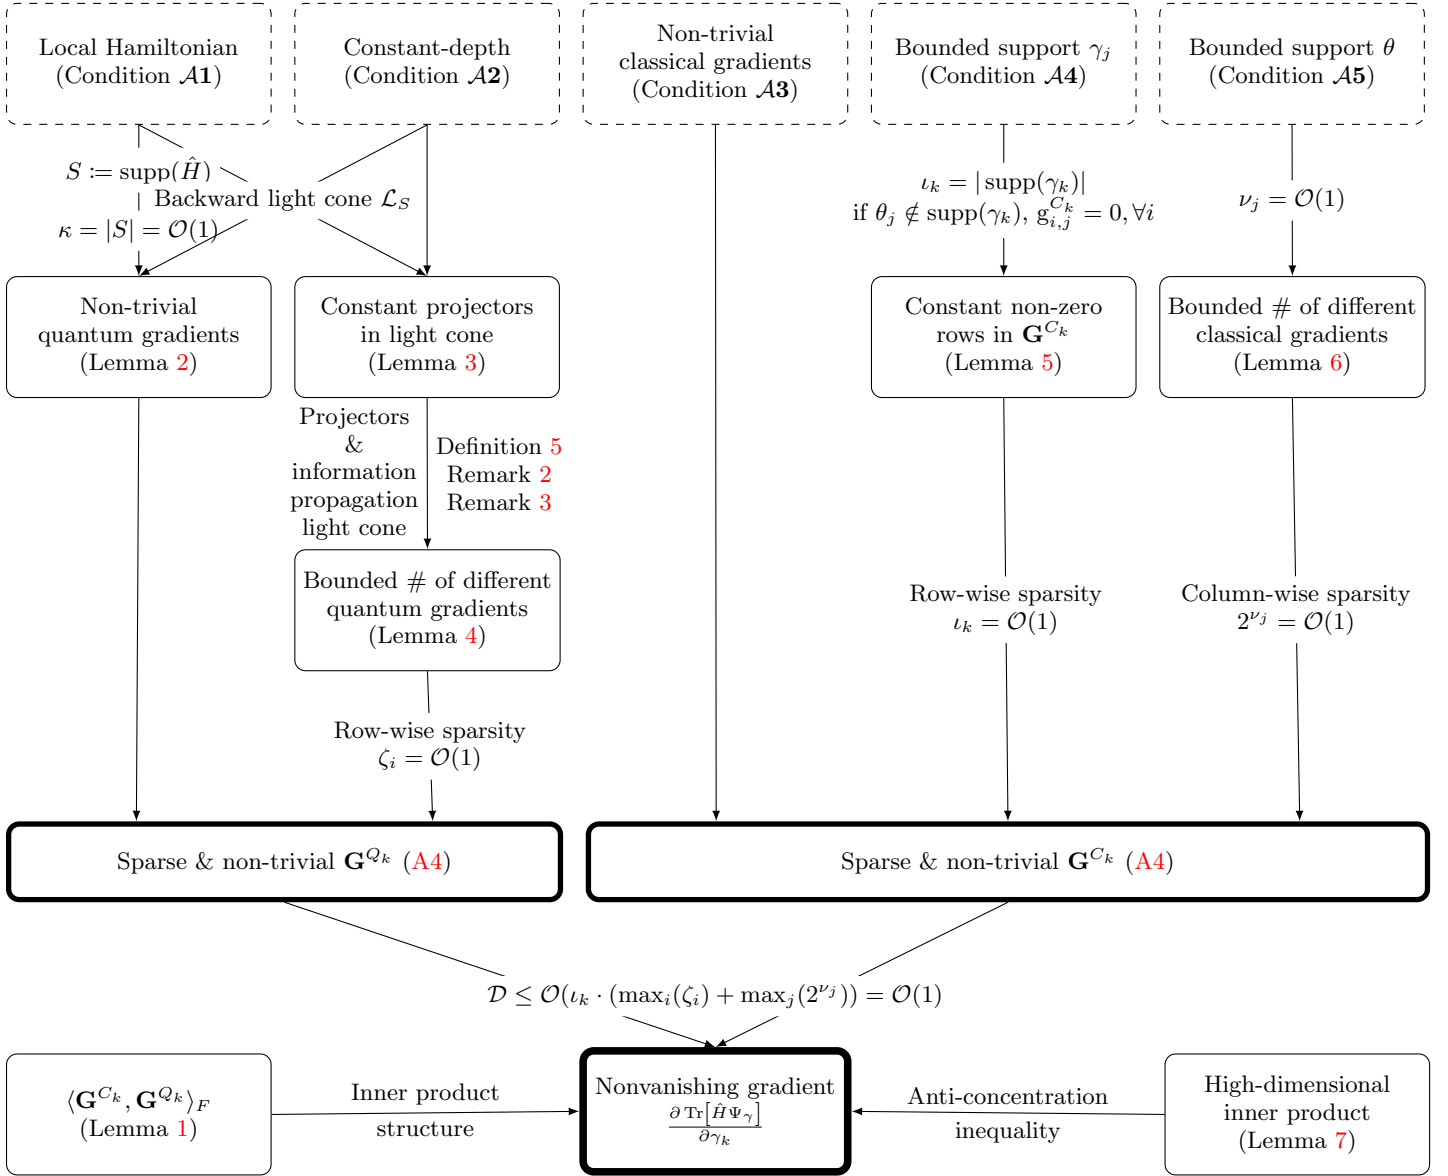 Local Hamiltonian
(Condition 𝒜1)
Constant-depth
(Condition 𝒜2)
Non-trivial
classical gradients
(Condition 𝒜3)
Bounded support γ_j
(Condition 𝒜4)
Bounded support θ
(Condition 𝒜5)
S := supp(Ĥ)
Backward light cone ℒ_S
κ = |S| = 𝒪(1)
ι_k = | supp(γ_k)|
if θ_j ∉ supp(γ_k), g_{i,j}^{C_k} = 0, ∀i
ν_j = 𝒪(1)
Non-trivial
quantum gradients
(Lemma 2)
Constant projectors
in light cone
(Lemma 3)
Constant non-zero
rows in G^{C_k}
(Lemma 5)
Bounded # of different
classical gradients
(Lemma 6)
Projectors
&
information
propagation
light cone
Definition 5
Remark 2
Remark 3
Bounded # of different
quantum gradients
(Lemma 4)
Row-wise sparsity
ι_k = 𝒪(1)
Column-wise sparsity
2^{ν_j} = 𝒪(1)
Row-wise sparsity
ζ_i = 𝒪(1)
Sparse & non-trivial G^{Q_k} (A4)
Sparse & non-trivial G^{C_k} (A4)
𝒟 ≤ 𝒪(ι_k · (max_i(ζ_i) + max_j(2^{ν_j})) = 𝒪(1)
⟨G^{C_k}, G^{Q_k}⟩_F
(Lemma 1)
Inner product
structure
Nonvanishing gradient
∂ Tr[ĤΨ_γ]
∂γ_k
Anti-concentration
inequality
High-dimensional
inner product
(Lemma 7)